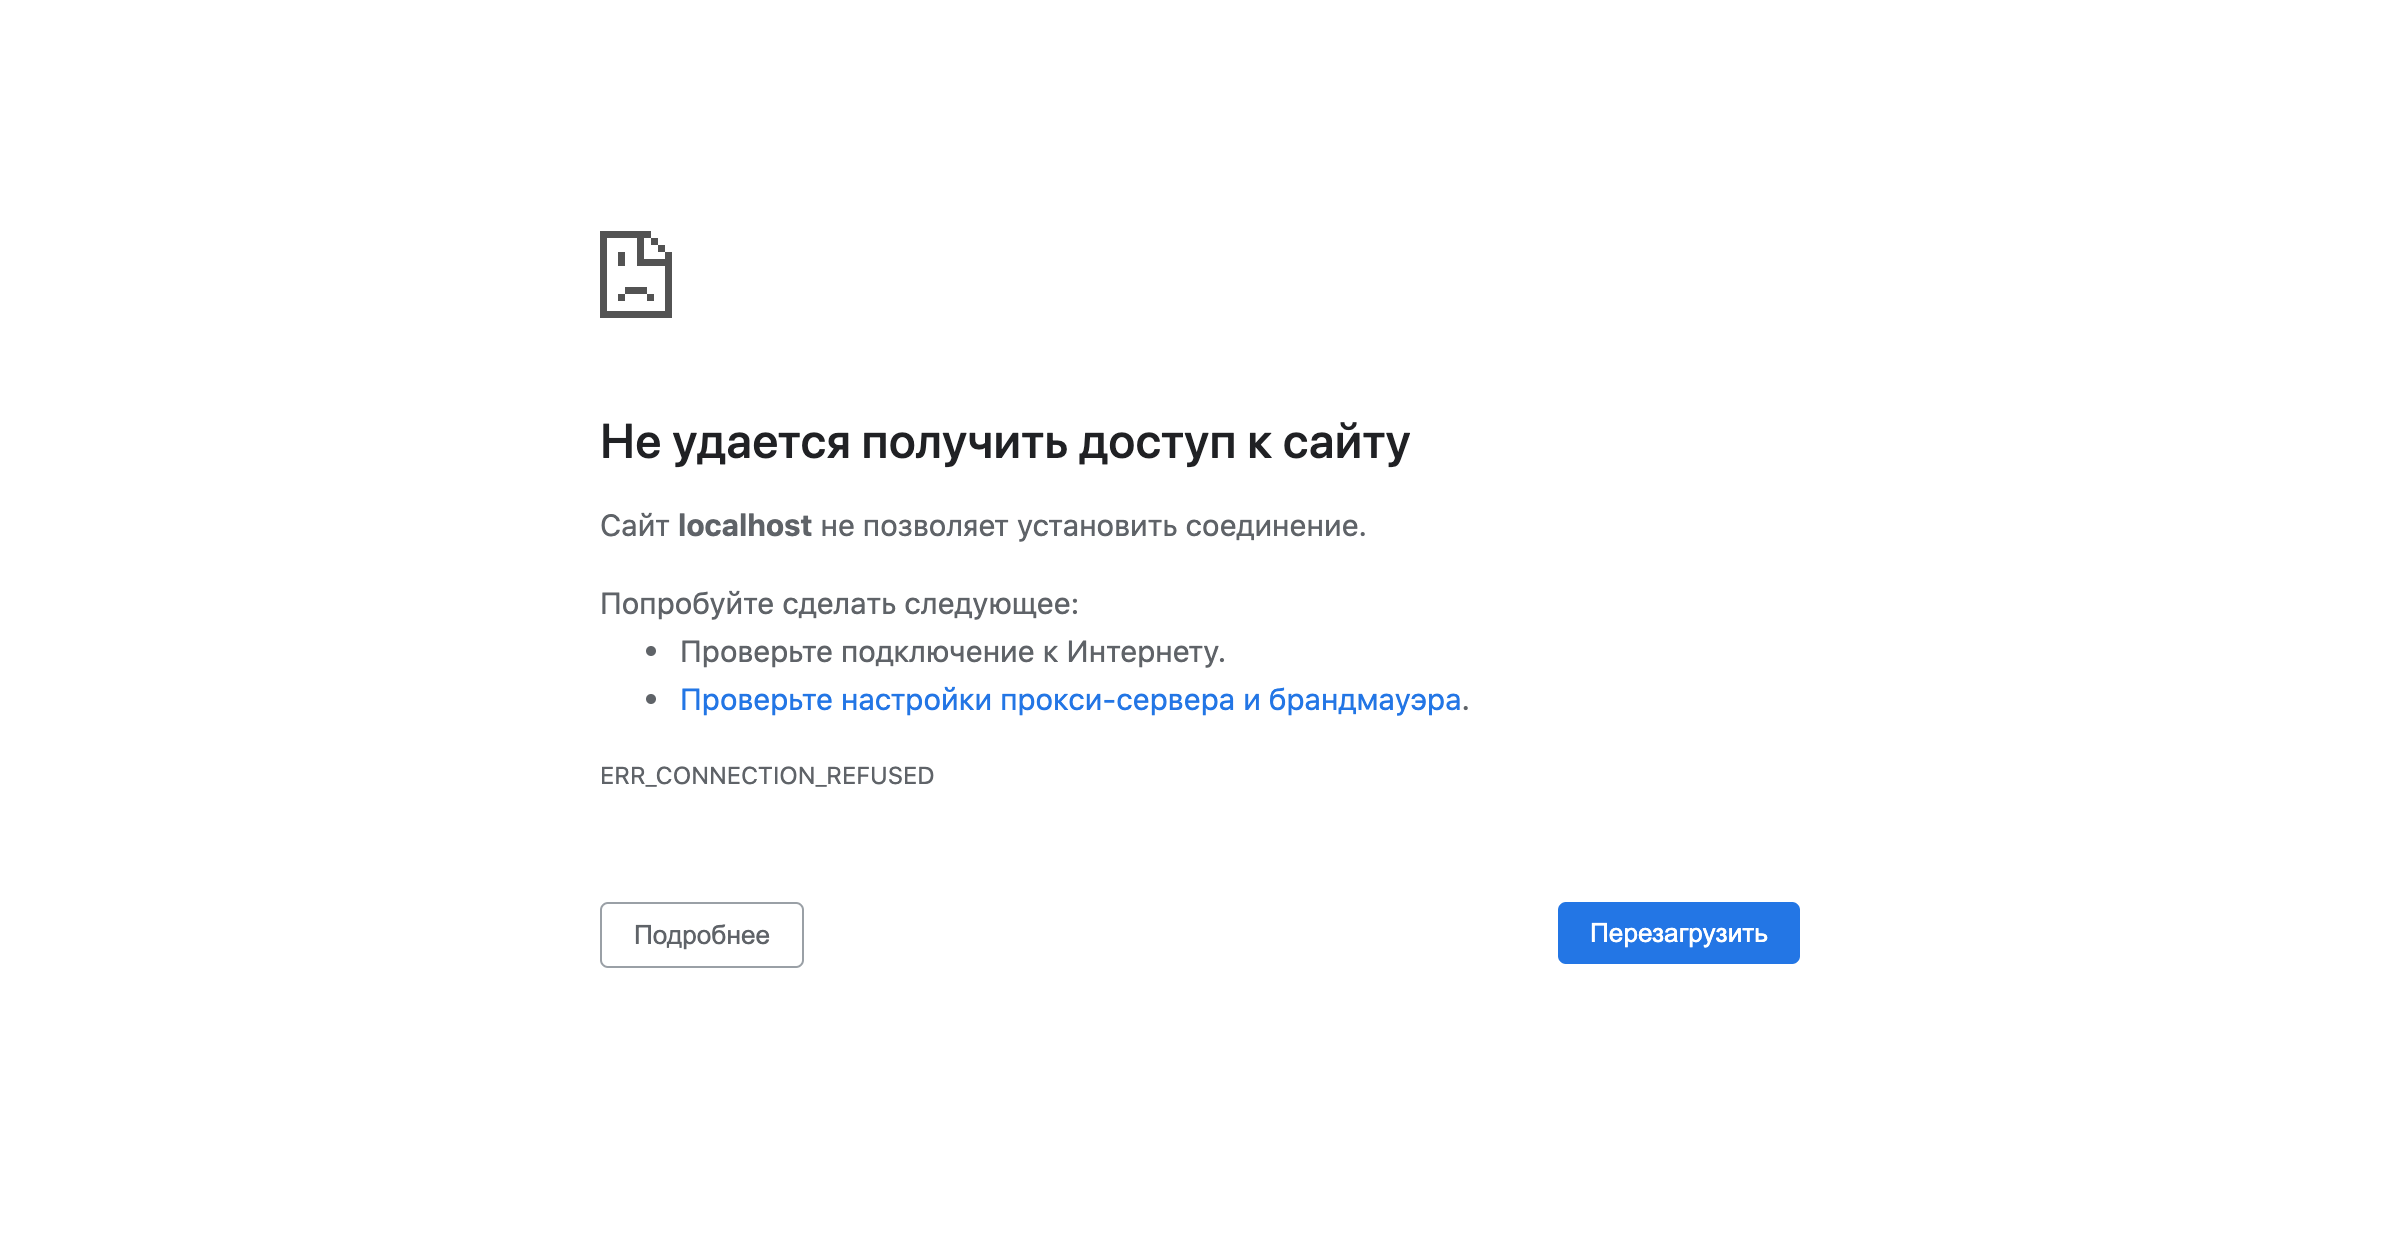 Не удается получить доступ к сайту
Сайт localhost не позволяет установить соединение.
Попробуйте сделать следующее:
• Проверьте подключение к Интернету.
• Проверьте настройки прокси-сервера и брандмауэра.
ERR_CONNECTION_REFUSED
Подробнее
Перезагрузить